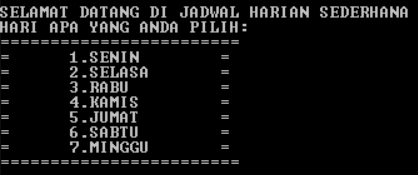 SELAMAT DATANG DI JADWAL HARIAN SEDERHANA
HARI APA YANG ANDA PILIH:
========================
=      1.SENIN         =
=      2.SELASA        =
=      3.RABU          =
=      4.KAMIS         =
=      5.JUMAT         =
=      6.SABTU         =
=      7.MINGGU        =
========================